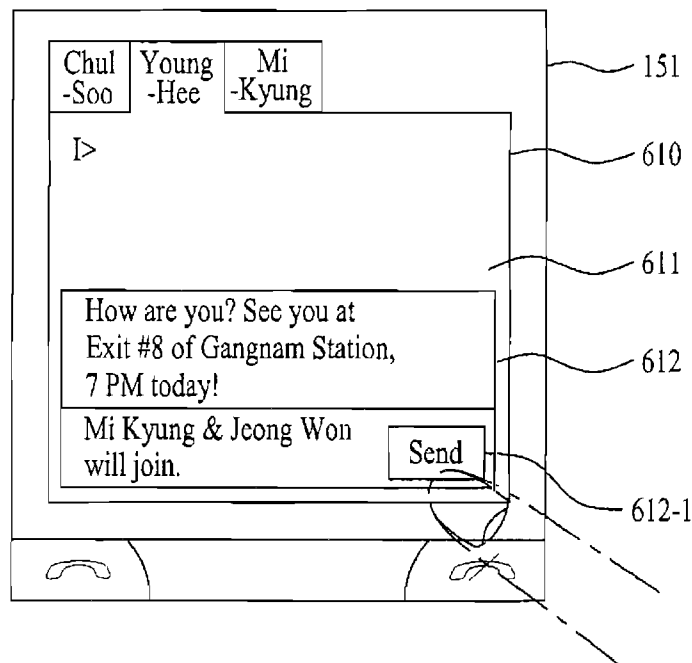 Chul
-Soo
Young
-Hee
Mi
-Kyung
151
I>
610
611
How are you? See you at
Exit #8 of Gangnam Station,
7 PM today!
612
Mi Kyung & Jeong Won
will join.
Send
612-1